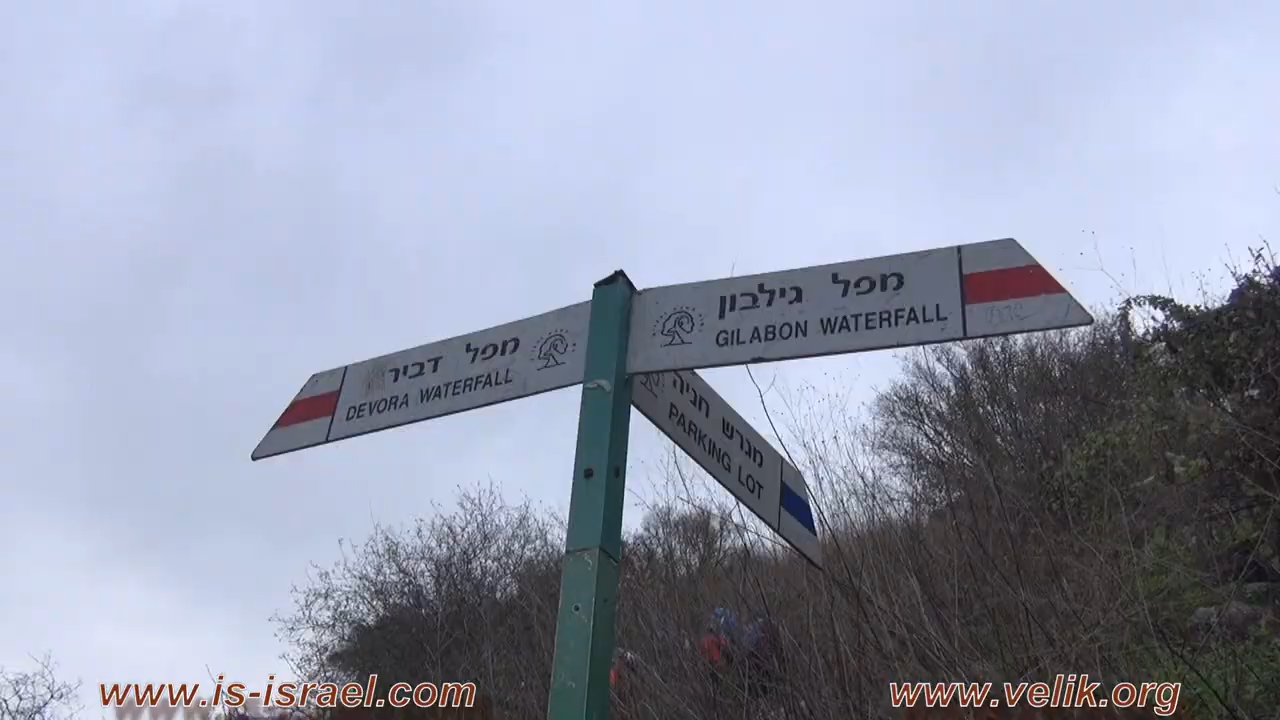 מפל גילבון
GILABON WATERFALL
מפל דביר
DEVORA WATERFALL
מגרש חניה
PARKING LOT
www.is-israel.com
www.velik.org